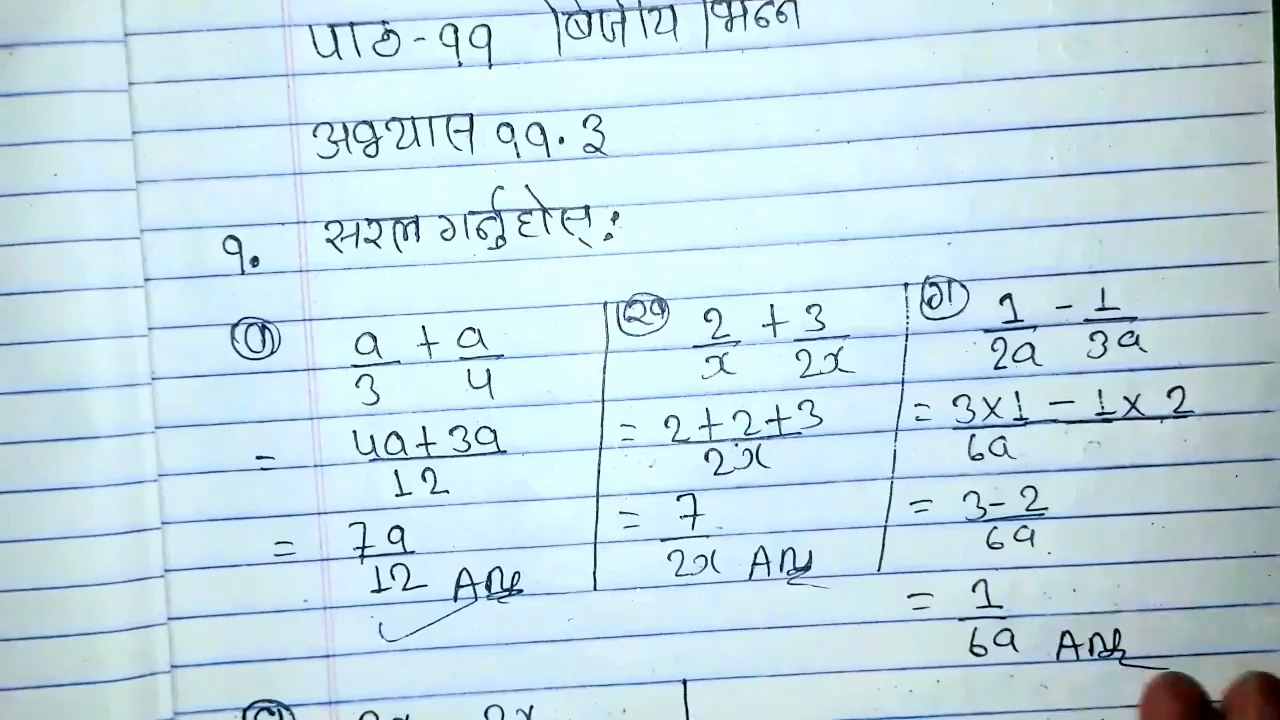 पाठ-११ बिजीय भिन्न
अभ्यास ११.३
१. सरल गर्नुहोस्:
(क) a/3 + a/4
= 4a+3a/12
= 7a/12 Ans
(ख) 2/x + 3/2x
= 2+2+3/2x
= 7/2x Ans
(ग) 1/2a - 1/3a
= 3×1-1×2/6a
= 3-2/6a
= 1/6a Ans